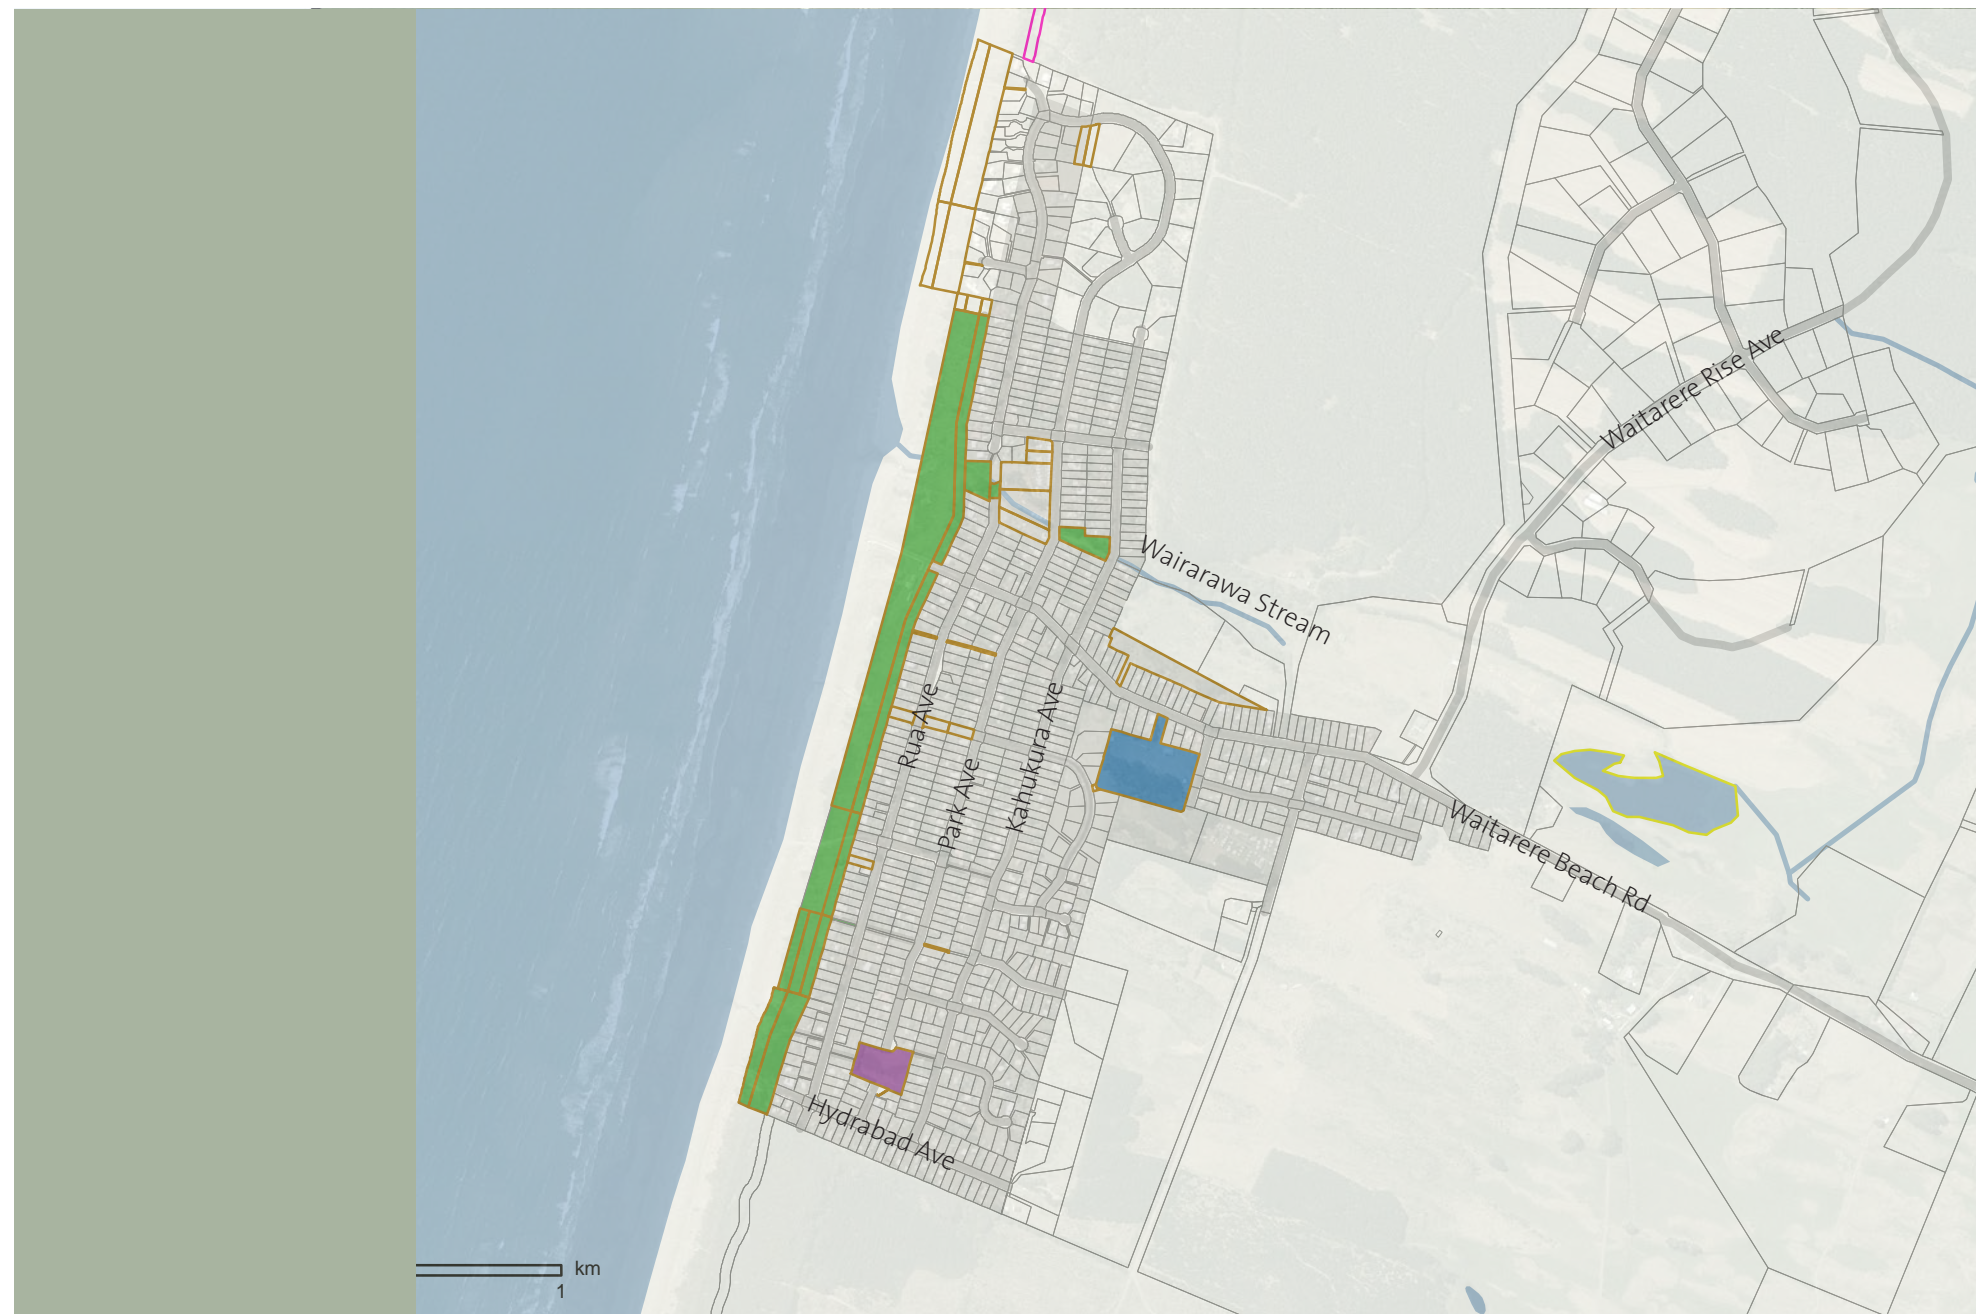 Waitarere Rise Ave
Wairarawa Stream
Rua Ave
Park Ave
Kahukura Ave
Waitarere Beach Rd
Hydrabad Ave
km
1